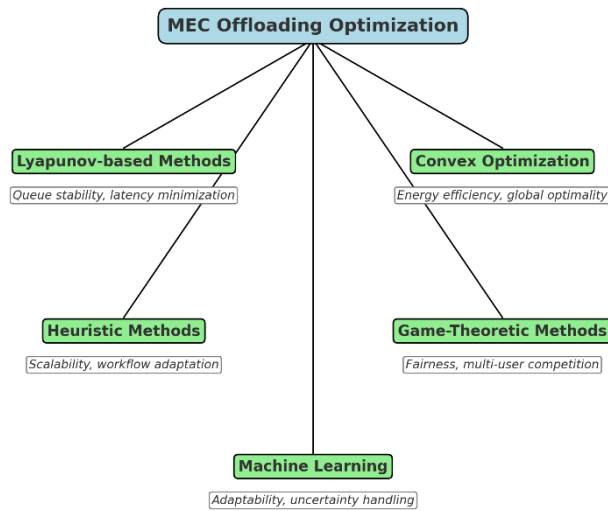 MEC Offloading Optimization
Lyapunov-based Methods
Queue stability, latency minimization
Convex Optimization
Energy efficiency, global optimality
Heuristic Methods
Scalability, workflow adaptation
Game-Theoretic Methods
Fairness, multi-user competition
Machine Learning
Adaptability, uncertainty handling